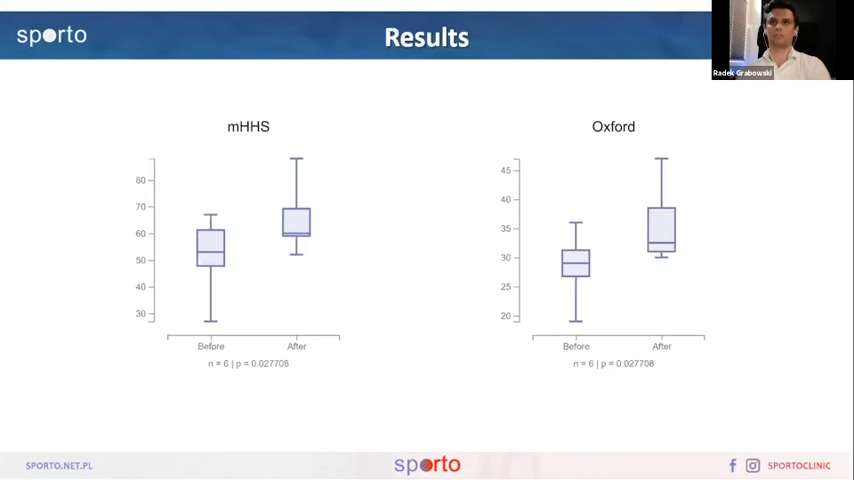 sporto
Results
Radek Grabowski
mHHS
80
70
60
50
40
30
Before
After
n = 6 | p = 0.027708
Oxford
45
40
35
30
25
20
Before
After
n = 6 | p = 0.027708
SPORTO.NET.PL
sporto
SPORTOCLINIC